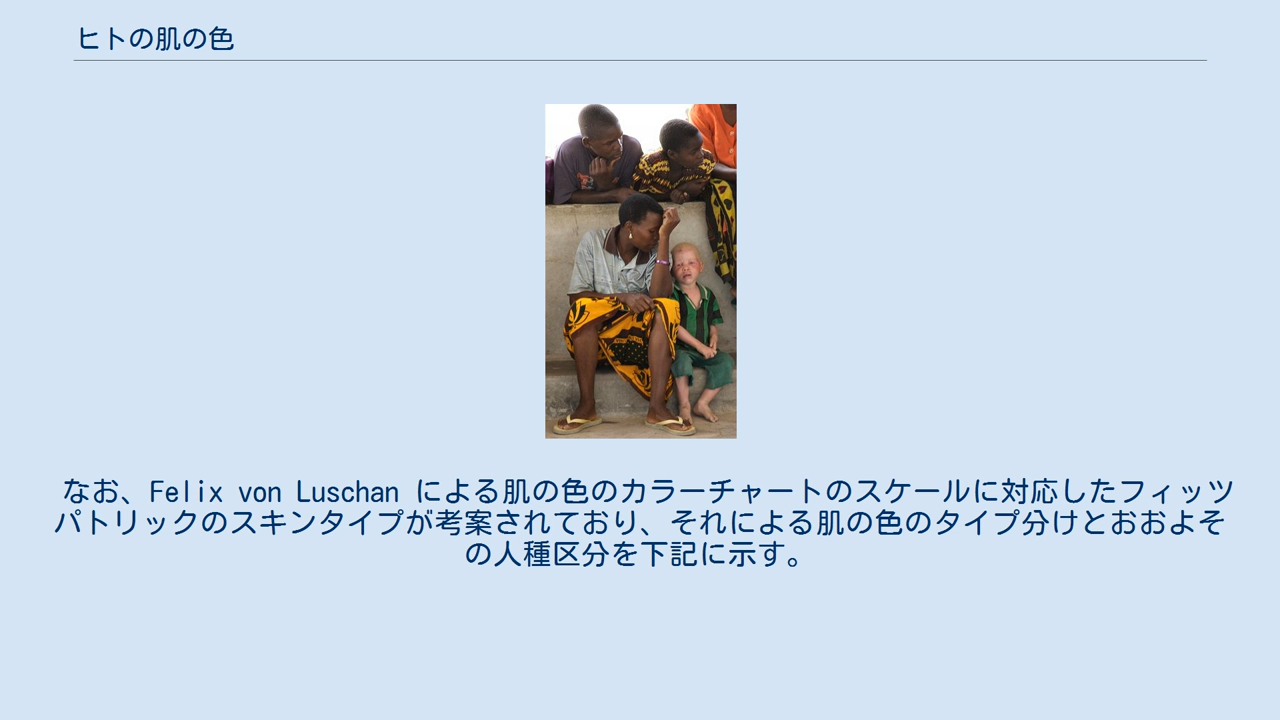 ヒトの肌の色
なお、Felix von Luschan による肌の色のカラーチャートのスケールに対応したフィッツ
パトリックのスキンタイプが考案されており、それによる肌の色のタイプ分けとおおよそ
の人種区分を下記に示す。